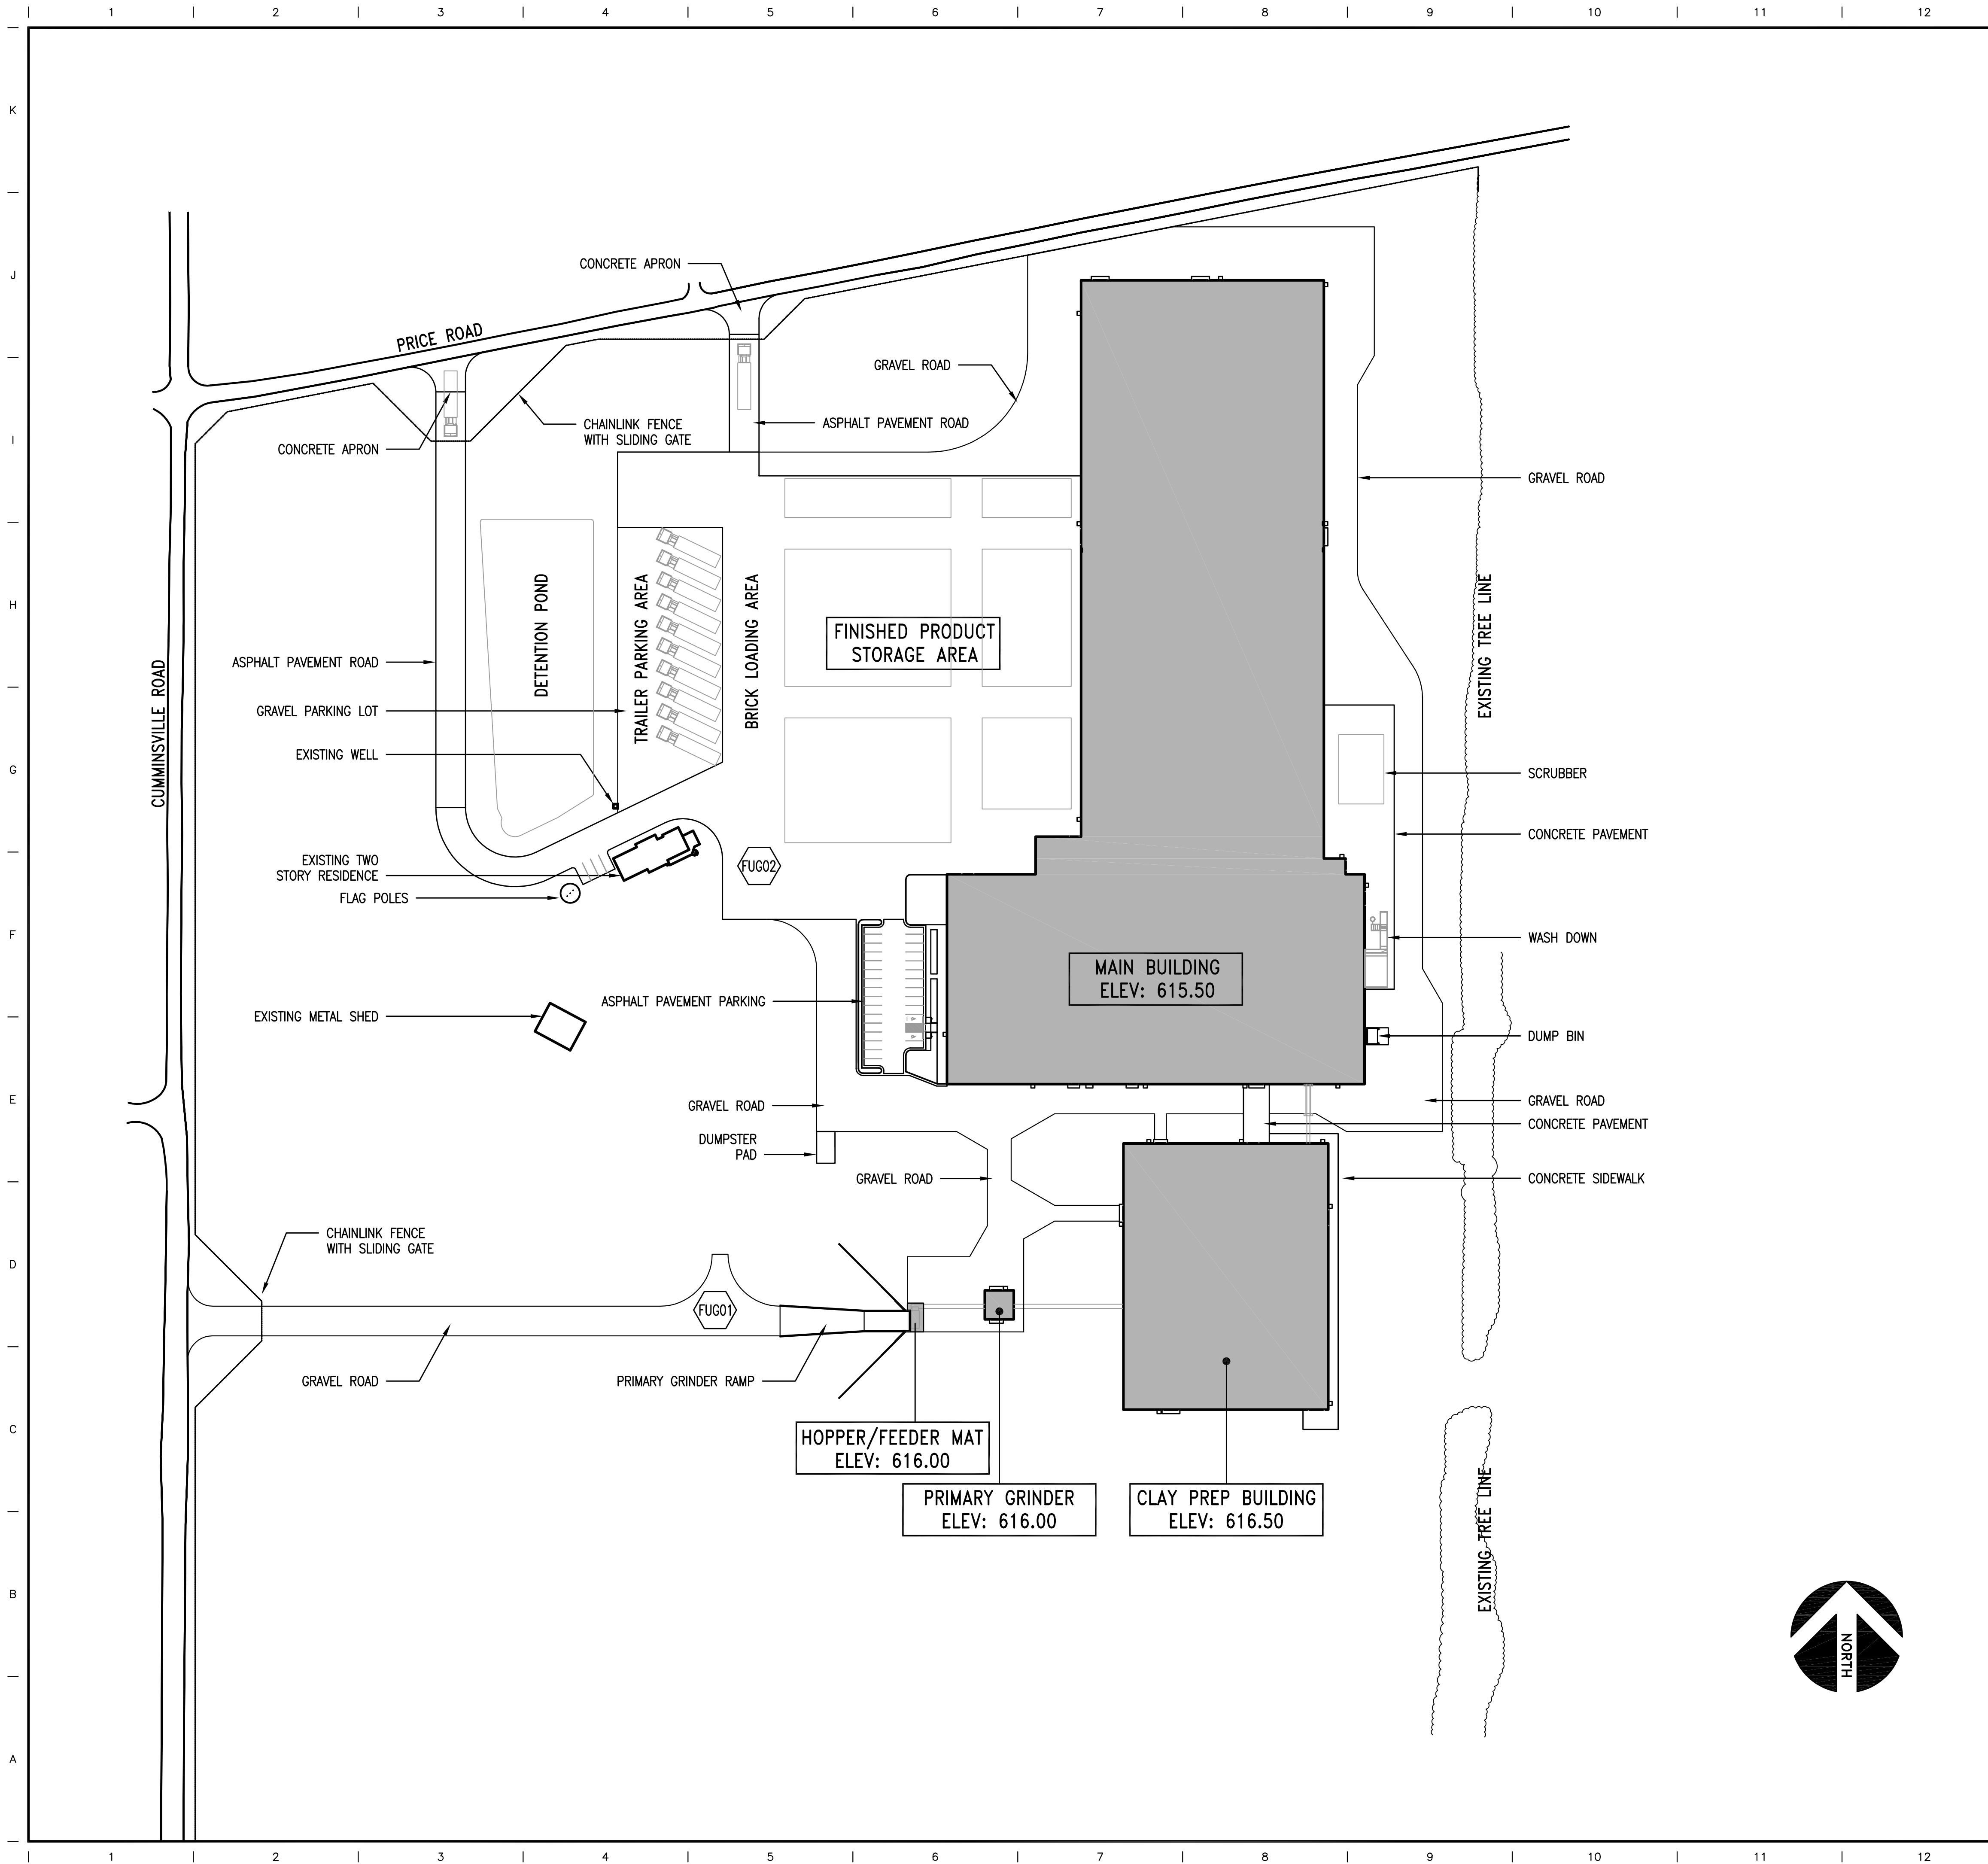 1 2 3 4 5 6 7 8 9 10 11 12
K
J
I
H
G
F
E
D
C
B
A
CONCRETE APRON
PRICE ROAD
GRAVEL ROAD
CHAINLINK FENCE
WITH SLIDING GATE
ASPHALT PAVEMENT ROAD
CONCRETE APRON
GRAVEL ROAD
DETENTION POND
TRAILER PARKING AREA
BRICK LOADING AREA
FINISHED PRODUCT
STORAGE AREA
EXISTING TREE LINE
CUMMINSVILLE ROAD
ASPHALT PAVEMENT ROAD
GRAVEL PARKING LOT
EXISTING WELL
SCRUBBER
CONCRETE PAVEMENT
EXISTING TWO
STORY RESIDENCE
FLAG POLES
FUG02
WASH DOWN
MAIN BUILDING
ELEV: 615.50
ASPHALT PAVEMENT PARKING
EXISTING METAL SHED
DUMP BIN
GRAVEL ROAD
GRAVEL ROAD
CONCRETE PAVEMENT
DUMPSTER
PAD
GRAVEL ROAD
CONCRETE SIDEWALK
CHAINLINK FENCE
WITH SLIDING GATE
FUG01
GRAVEL ROAD
PRIMARY GRINDER RAMP
HOPPER/FEEDER MAT
ELEV: 616.00
PRIMARY GRINDER
ELEV: 616.00
CLAY PREP BUILDING
ELEV: 616.50
EXISTING TREE LINE
NORTH
1 2 3 4 5 6 7 8 9 10 11 12